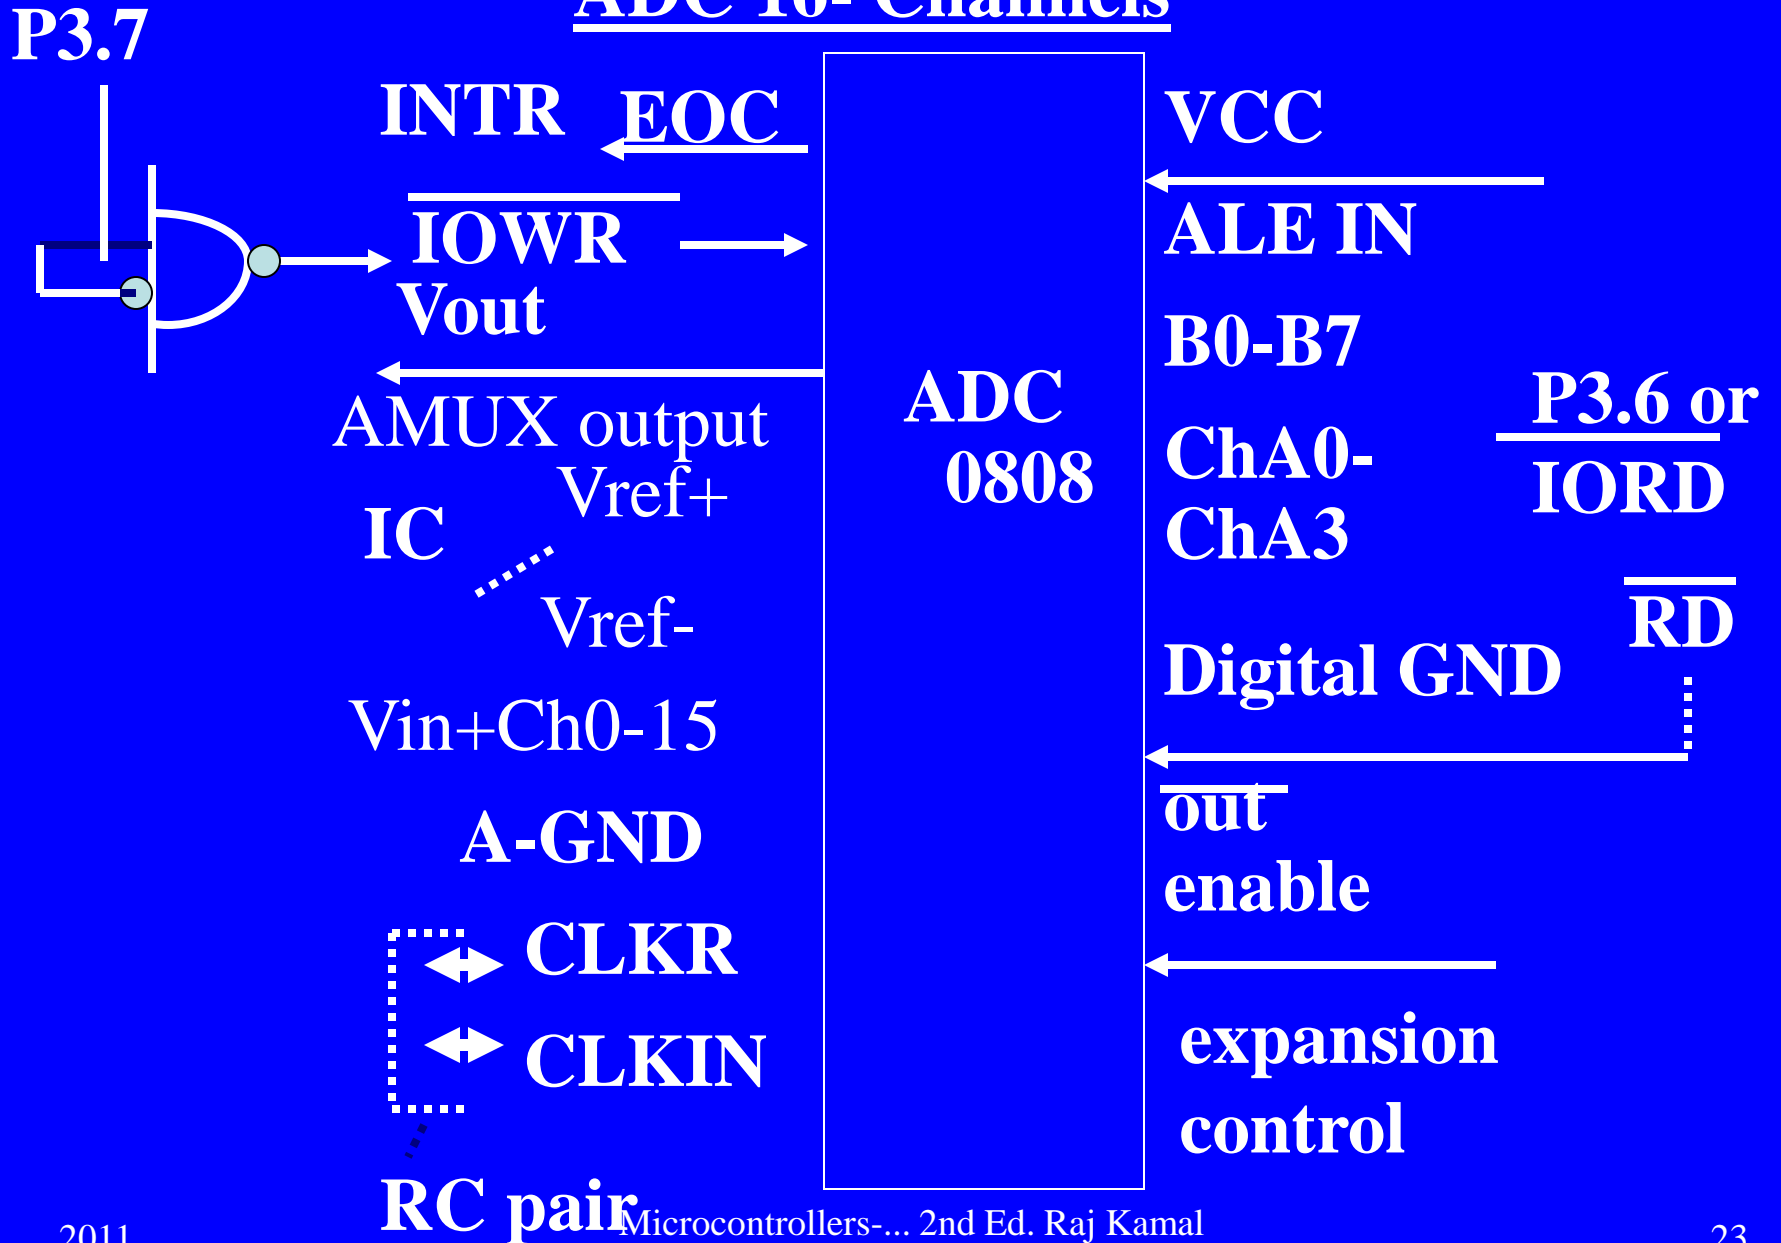 ADC 16- Channels
P3.7
INTR
EOC
IOWR
Vout
AMUX output
Vref+
IC
Vref-
Vin+Ch0-15
A-GND
CLKR
CLKIN
RC pair
ADC
0808
VCC
ALE IN
B0-B7
ChA0-
ChA3
Digital GND
out
enable
expansion
control
P3.6 or
IORD
RD
2011
Microcontrollers-... 2nd Ed. Raj Kamal
23